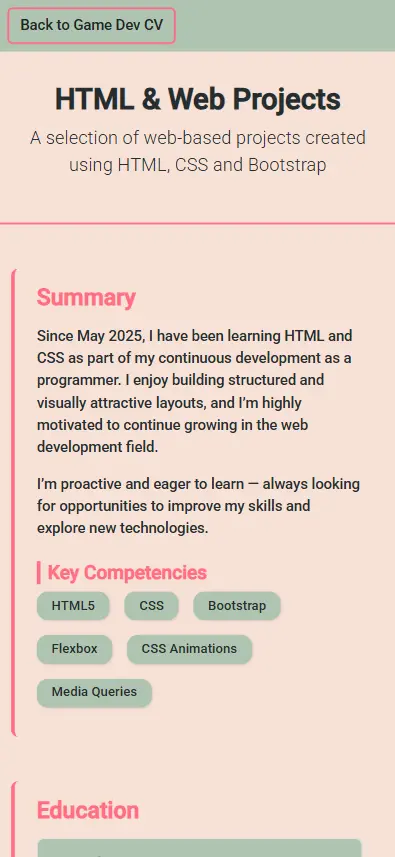 Back to Game Dev CV
HTML & Web Projects
A selection of web-based projects created
using HTML, CSS and Bootstrap
Summary
Since May 2025, I have been learning HTML and
CSS as part of my continuous development as a
programmer. I enjoy building structured and
visually attractive layouts, and I'm highly
motivated to continue growing in the web
development field.
I'm proactive and eager to learn — always looking
for opportunities to improve my skills and
explore new technologies.
Key Competencies
HTML5 CSS Bootstrap
Flexbox CSS Animations
Media Queries
Education